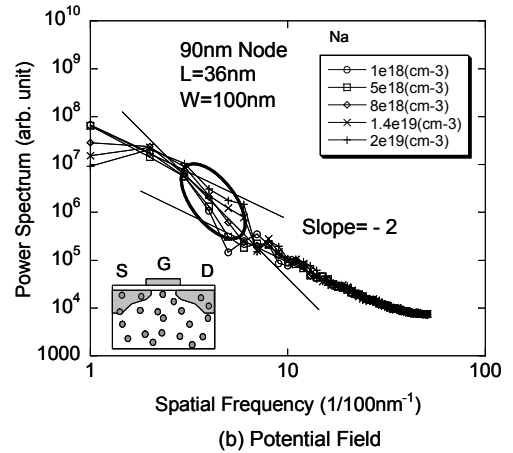 10^10
10^9
10^8
10^7
10^6
10^5
10^4
1000
Power Spectrum (arb. unit)
90nm Node
L=36nm
W=100nm
Na
1e18(cm-3)
5e18(cm-3)
8e18(cm-3)
1.4e19(cm-3)
2e19(cm-3)
Slope= - 2
S G D
1 10 100
Spatial Frequency (1/100nm^-1)
(b) Potential Field